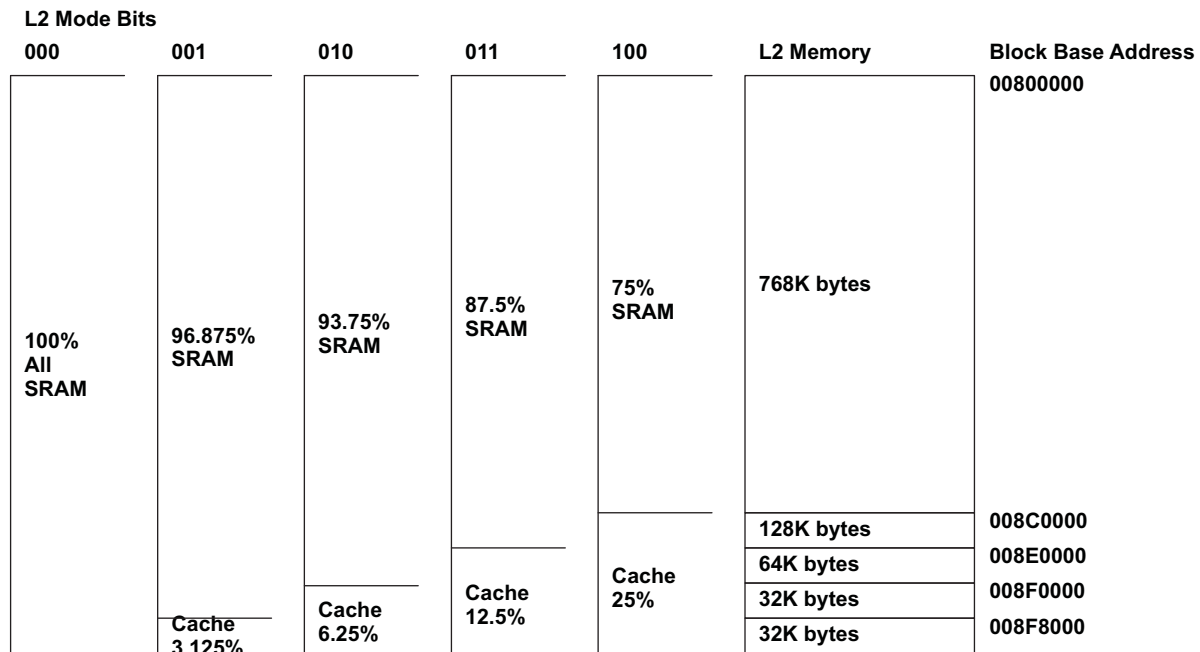 L2 Mode Bits
000 001 010 011 100 L2 Memory Block Base Address
00800000
768K bytes
75%
SRAM
87.5%
SRAM
93.75%
SRAM
96.875%
SRAM
100%
All
SRAM
008C0000
128K bytes
008E0000
64K bytes
Cache
25%
008F0000
32K bytes
Cache
12.5%
Cache
6.25%
008F8000
32K bytes
Cache
3.125%